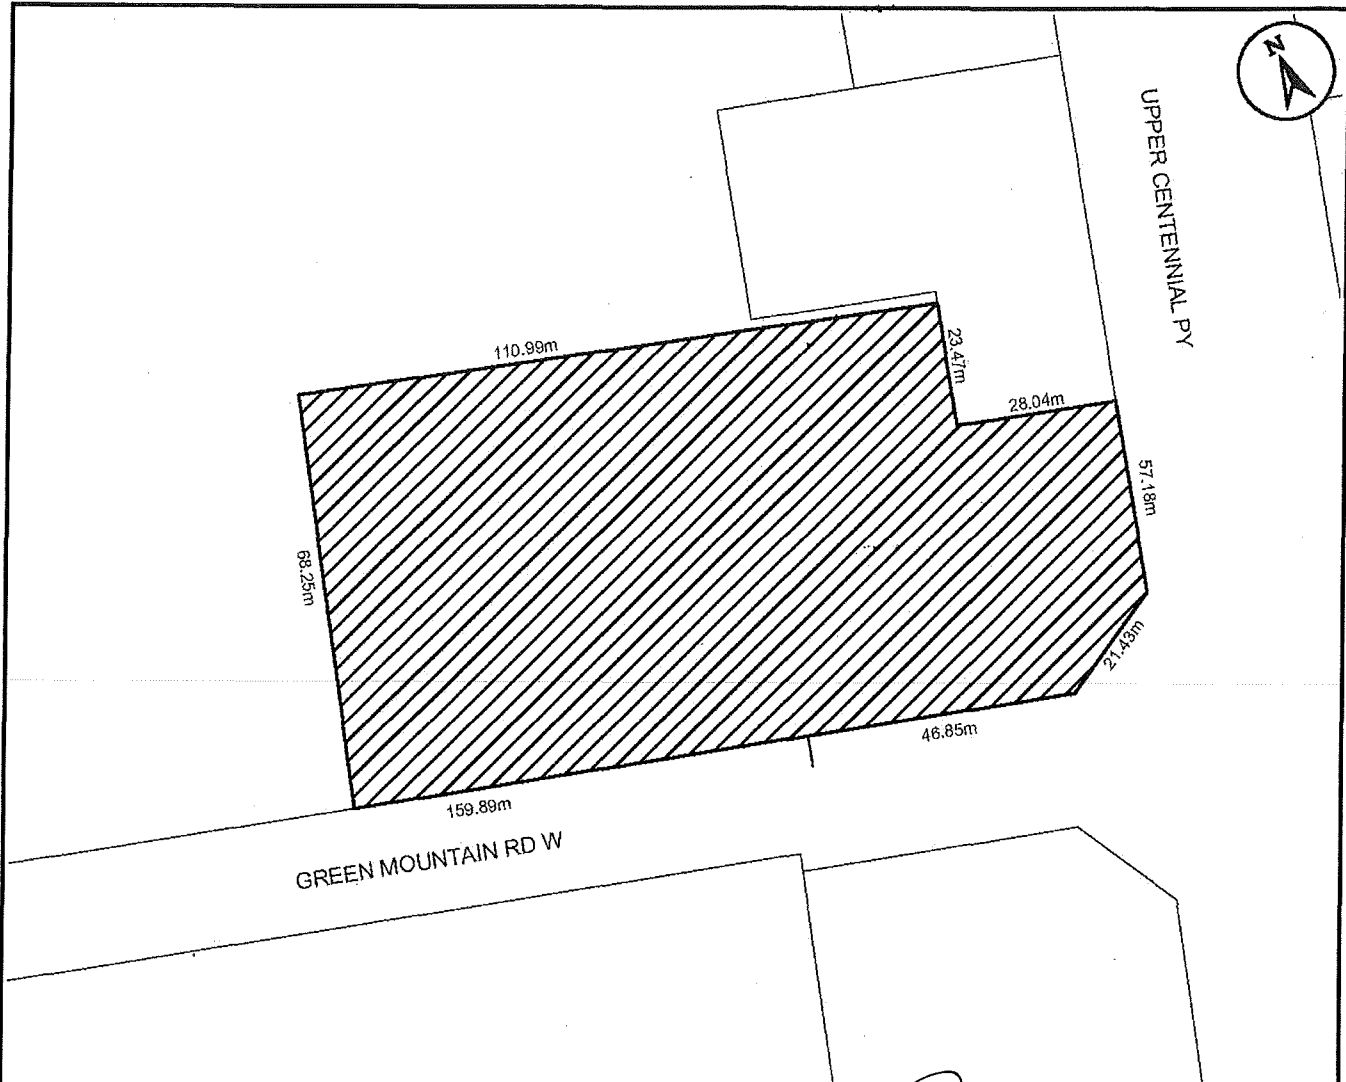 N
UPPER CENTENNIAL PY
110.99m
23.47m
28.04m
57.18m
68.25m
21.43m
46.85m
159.89m
GREEN MOUNTAIN RD W